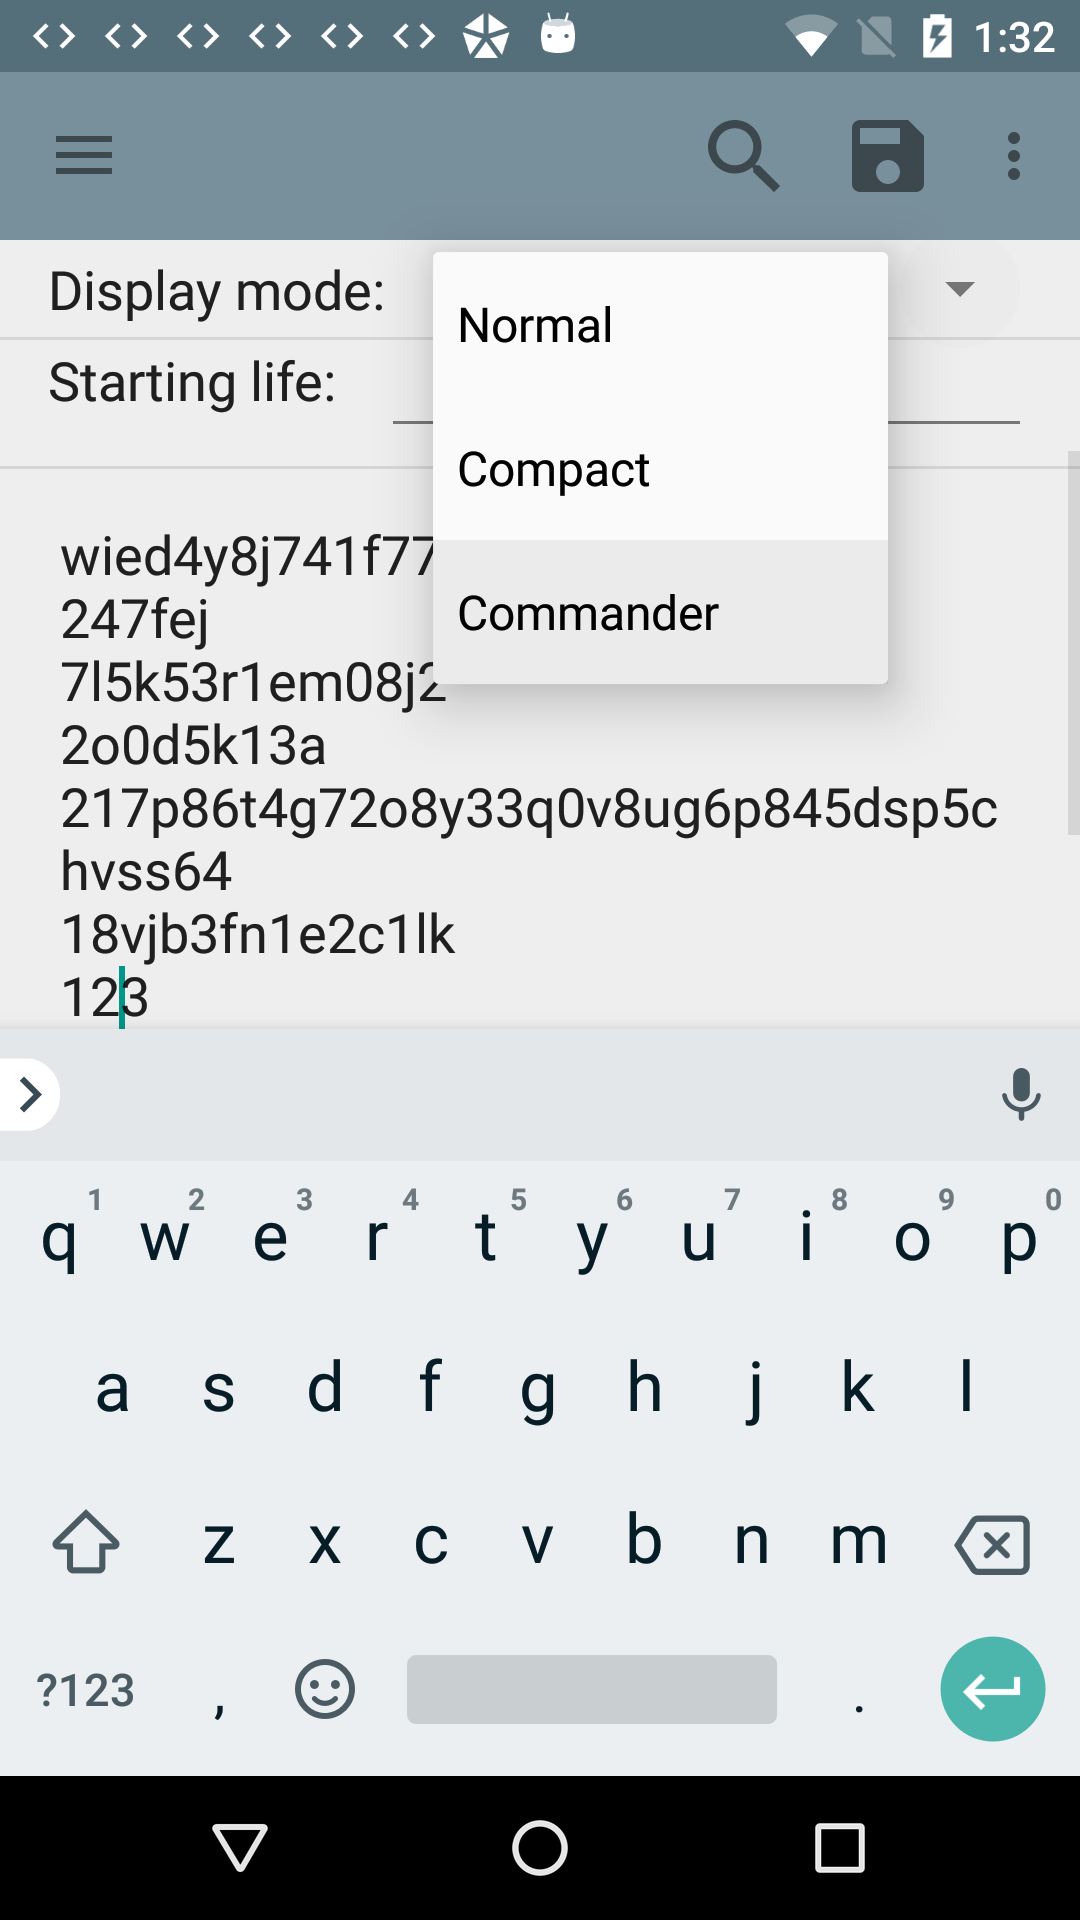 1:32
Display mode:
Normal
Starting life:
Compact
wied4y8j741f77
Commander
247fej
7l5k53r1em08j2
2o0d5k13a
217p86t4g72o8y33q0v8ug6p845dsp5c
hvss64
18vjb3fn1e2c1lk
123
1 2 3 4 5 6 7 8 9 0
q w e r t y u i o p
a s d f g h j k l
z x c v b n m
?123 , .